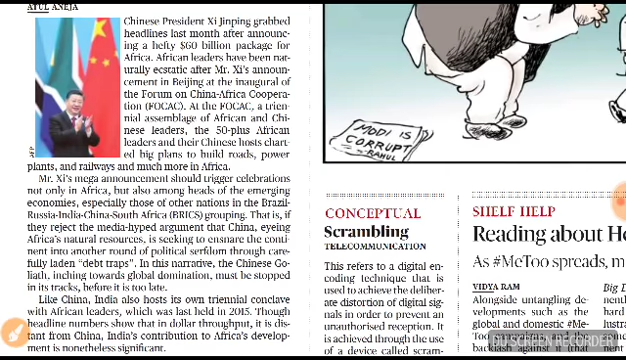 ATUL ANEJA
Chinese President Xi Jinping grabbed
headlines last month after announc-
ing a hefty $60 billion package for
Africa. African leaders have been nat-
urally ecstatic after Mr. Xi's announ-
cement in Beijing at the inaugural of
the Forum on China-Africa Coopera-
tion (FOCAC). At the FOCAC, a trien-
nial assemblage of African and Chi-
nese leaders, the 50-plus African
leaders and their Chinese hosts chart-
ed big plans to build roads, power
plants, and railways and much more in Africa.
Mr. Xi's mega announcement should trigger celebrations
not only in Africa, but also among heads of the emerging
economies, especially those of other nations in the Brazil-
Russia-India-China-South Africa (BRICS) grouping. That is, if
they reject the media-hyped argument that China, eyeing
Africa's natural resources, is seeking to ensnare the conti-
nent into another round of political serfdom through care-
fully laden "debt traps". In this narrative, the Chinese Go-
liath, inching towards global domination, must be stopped
in its tracks, before it is too late.
Like China, India also hosts its own triennial conclave
with African leaders, which was last held in 2015. Though
headline numbers show that in dollar throughput, it is dis-
tant from China, India's contribution to Africa's develop-
ment is nonetheless significant.
AFP
MODI IS
CORRUPT
-RAHUL
CONCEPTUAL
Scrambling
TELECOMMUNICATION
This refers to a digital en-
coding technique that is
used to achieve the deliber-
ate distortion of digital sig-
nals in order to prevent an
unauthorised reception. It
is achieved through the use
of a device called scram-
SHELF HELP
Reading about
As #MeToo spreads,
VIDYA RAM
Alongside untangling de-
velopments such as the
global and domestic #Me-
backlash against it (that
Big